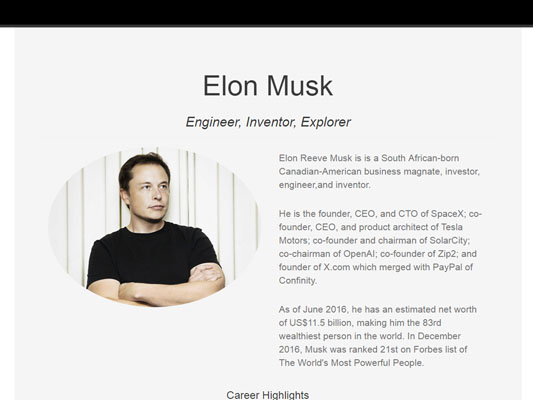 Elon Musk
Engineer, Inventor, Explorer
Elon Reeve Musk is is a South African-born
Canadian-American business magnate, investor,
engineer,and inventor.
He is the founder, CEO, and CTO of SpaceX; co-
founder, CEO, and product architect of Tesla
Motors; co-founder and chairman of SolarCity;
co-chairman of OpenAI; co-founder of Zip2; and
founder of X.com which merged with PayPal of
Confinity.
As of June 2016, he has an estimated net worth
of US$11.5 billion, making him the 83rd
wealthiest person in the world. In December
2016, Musk was ranked 21st on Forbes list of
The World's Most Powerful People.
Career Highlights